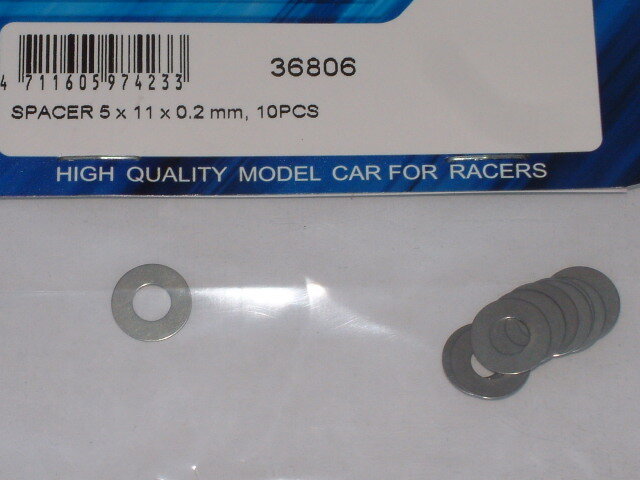 36806
4 711605 974233
SPACER 5 x 11 x 0.2 mm, 10PCS
HIGH QUALITY MODEL CAR FOR RACERS